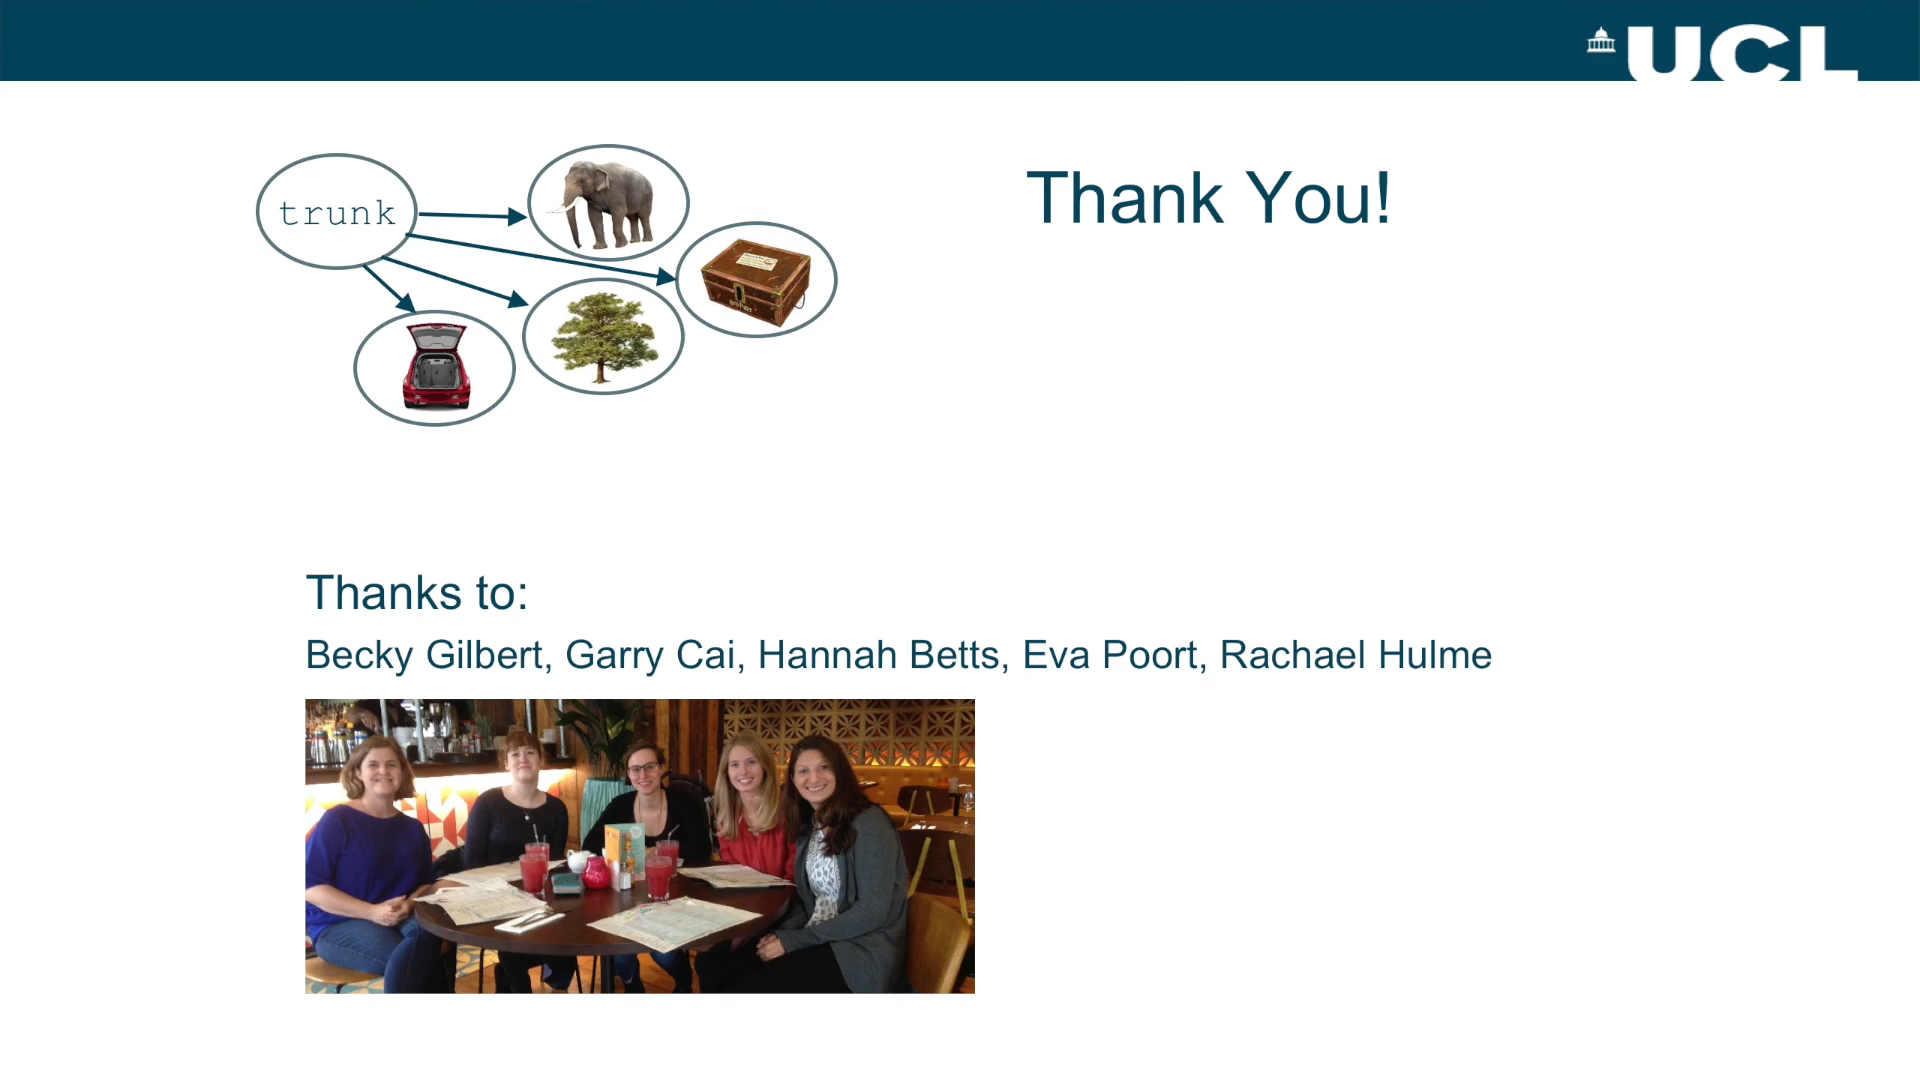 UCL
trunk
Thank You!
Thanks to:
Becky Gilbert, Garry Cai, Hannah Betts, Eva Poort, Rachael Hulme